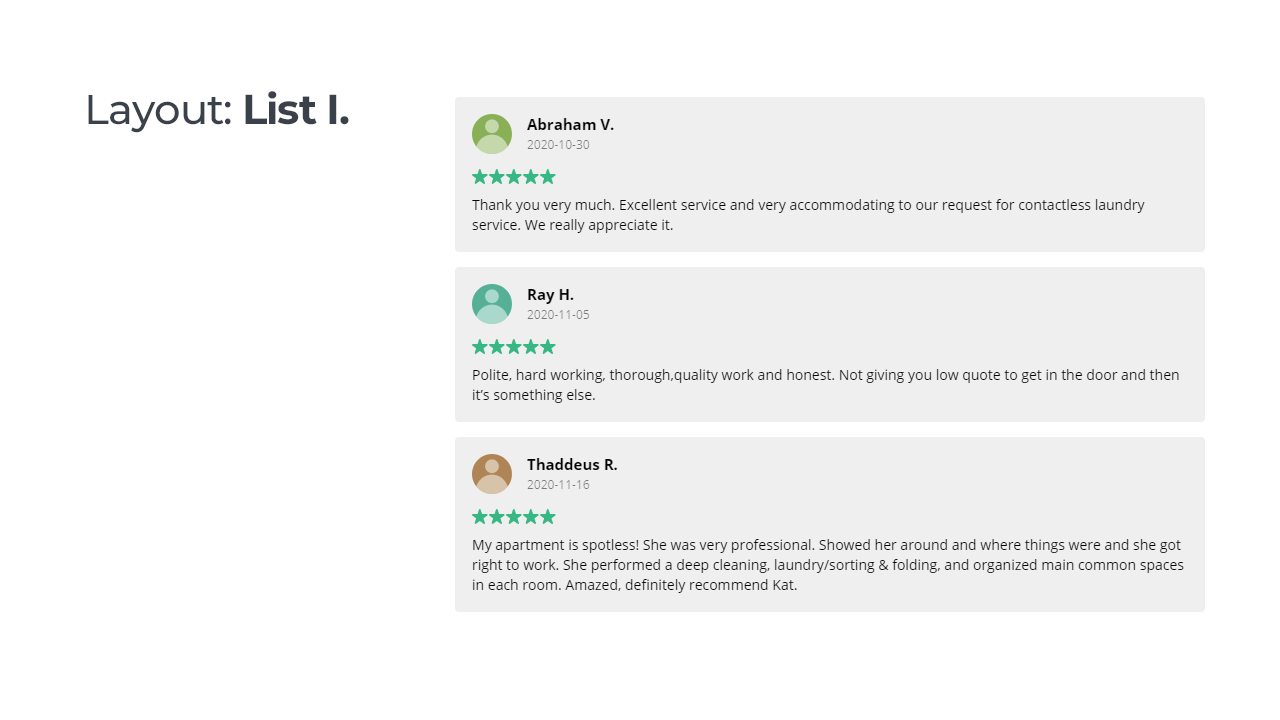 Layout: List I.
Abraham V.
2020-10-30
Thank you very much. Excellent service and very accommodating to our request for contactless laundry
service. We really appreciate it.
Ray H.
2020-11-05
Polite, hard working, thorough,quality work and honest. Not giving you low quote to get in the door and then
it’s something else.
Thaddeus R.
2020-11-16
My apartment is spotless! She was very professional. Showed her around and where things were and she got
right to work. She performed a deep cleaning, laundry/sorting & folding, and organized main common spaces
in each room. Amazed, definitely recommend Kat.